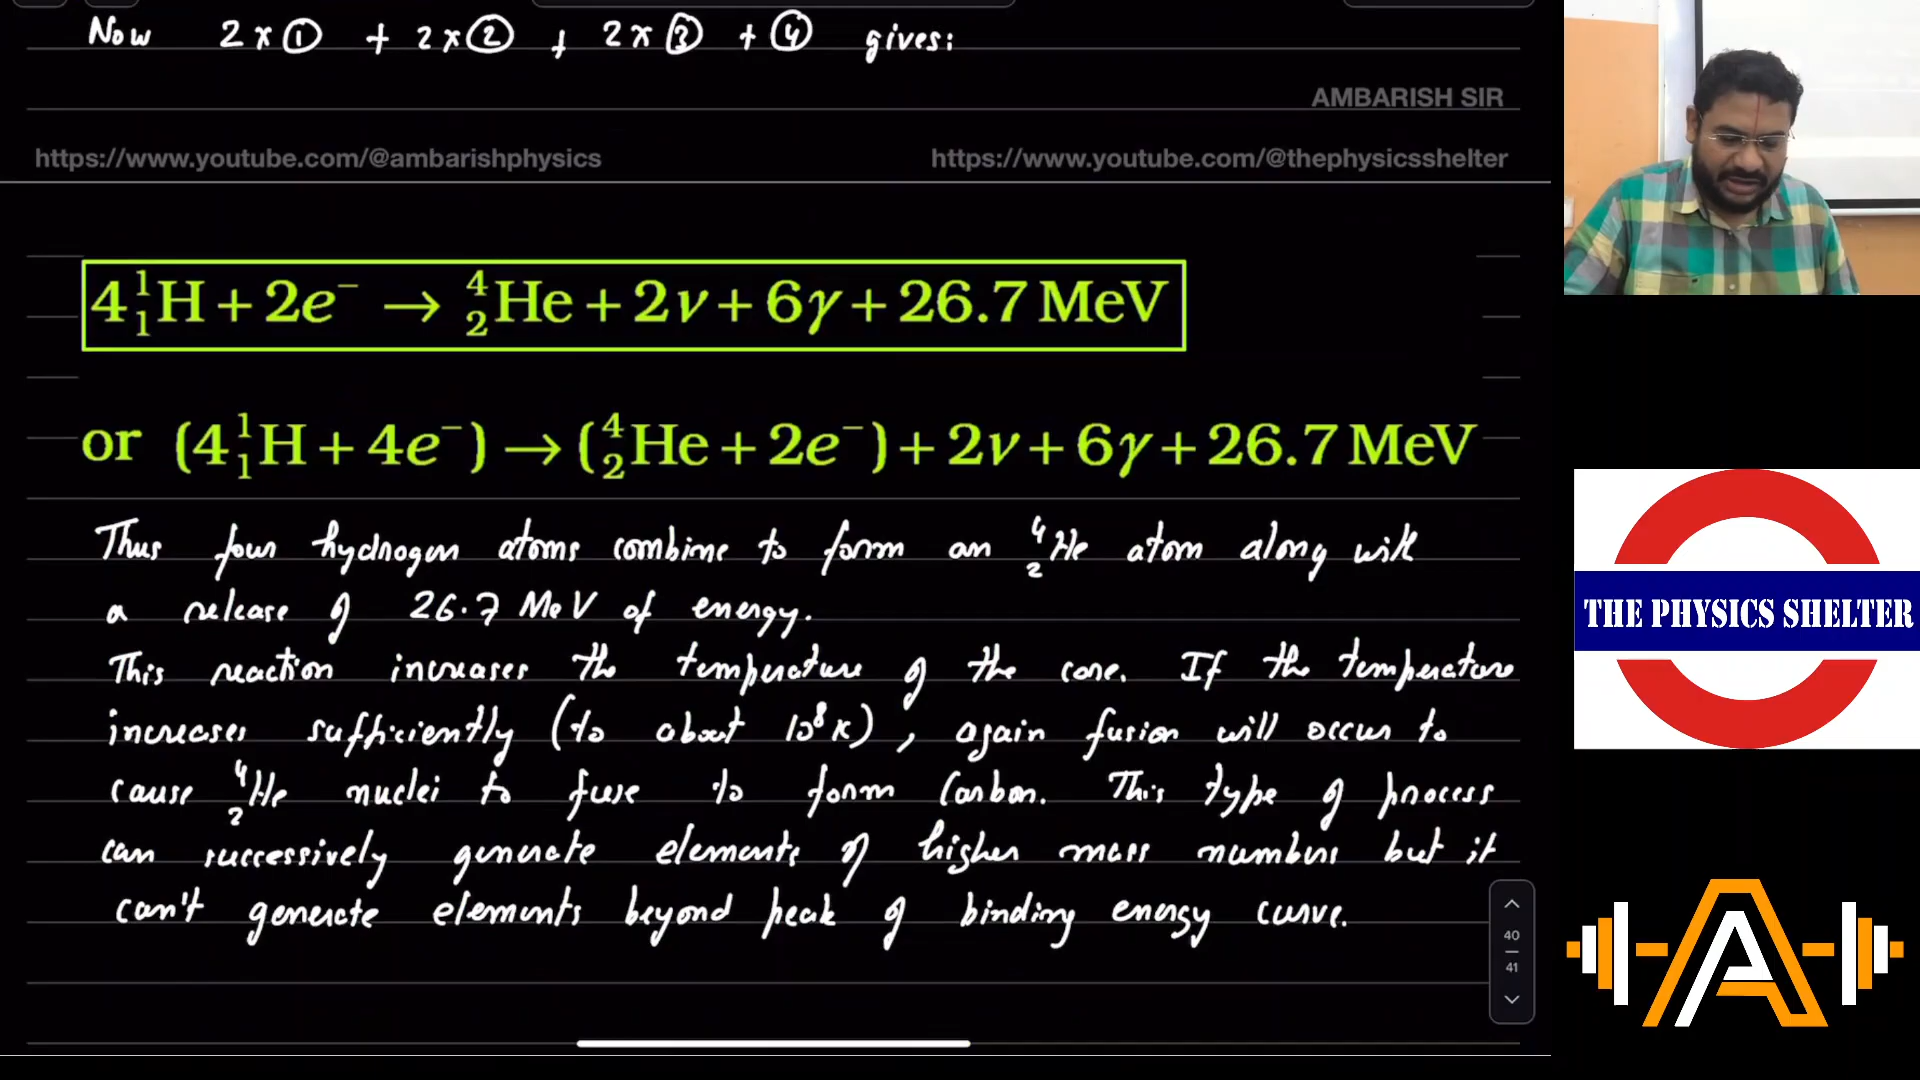 Now 2 × ① + 2 × ② + 2 × ③ + ④ gives:
AMBARISH SIR
https://www.youtube.com/@ambarishphysics
https://www.youtube.com/@thephysicsshelter
4 ¹₁H + 2e⁻ → ⁴₂He + 2ν + 6γ + 26.7 MeV
or (4 ¹₁H + 4e⁻) → (⁴₂He + 2e⁻) + 2ν + 6γ + 26.7 MeV
Thus four hydrogen atoms combine to form an ⁴₂He atom along with
a release of 26.7 MeV of energy.
This reaction increases the temperature of the core. If the temperature
increases sufficiently (to about 10⁸ K), again fusion will occur to
cause ⁴₂He nuclei to fuse to form Carbon. This type of process
can successively generate elements of higher mass numbers but it
can't generate elements beyond peak of binding energy curve.
40
41
THE PHYSICS SHELTER
A